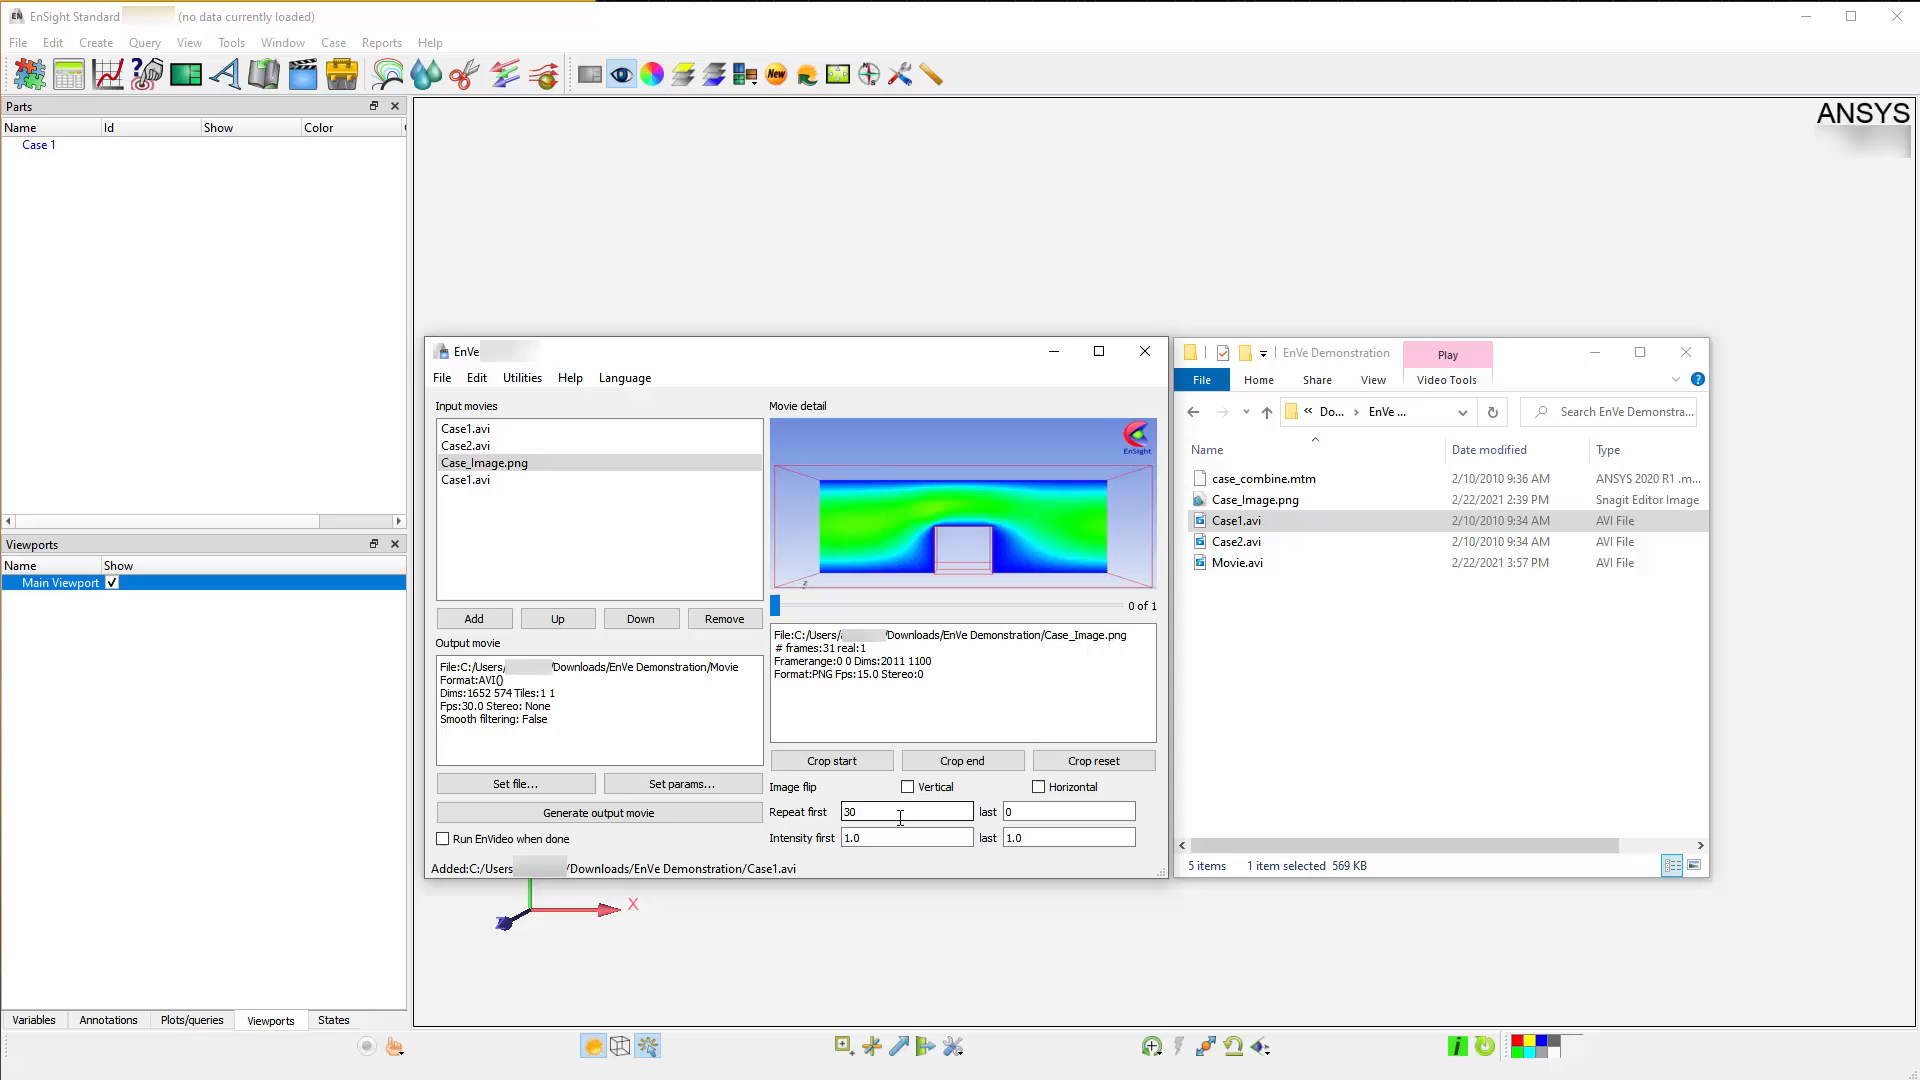 EnSight Standard (no data currently loaded)
File Edit Create Query View Tools Window Case Reports Help
New
Parts
Name Id Show Color
Case 1
ANSYS
Viewports
Name Show
Main Viewport
Variables Annotations Plots/queries Viewports States
EnVe
File Edit Utilities Help Language
Input movies
Case1.avi
Case2.avi
Case_Image.png
Case1.avi
Add Up Down Remove
Output movie
File:C:/Users/ /Downloads/EnVe Demonstration/Movie
Format:AVI()
Dims:1652 574 Tiles:1 1
Fps:30.0 Stereo: None
Smooth filtering: False
Set file... Set params...
Generate output movie
Run EnVideo when done
Added:C:/Users /Downloads/EnVe Demonstration/Case1.avi
Movie detail
EnSight
z
0 of 1
File:C:/Users/ /Downloads/EnVe Demonstration/Case_Image.png
# frames:31 real:1
Framerange:0 0 Dims:2011 1100
Format:PNG Fps:15.0 Stereo:0
Crop start Crop end Crop reset
Image flip Vertical Horizontal
Repeat first 30 last 0
Intensity first 1.0 last 1.0
X
EnVe Demonstration Play
File Home Share View Video Tools
« Do... › EnVe ... Search EnVe Demonstra...
Name Date modified Type
case_combine.mtm 2/10/2010 9:36 AM ANSYS 2020 R1 .m...
Case_Image.png 2/22/2021 2:39 PM Snagit Editor Image
Case1.avi 2/10/2010 9:34 AM AVI File
Case2.avi 2/10/2010 9:34 AM AVI File
Movie.avi 2/22/2021 3:57 PM AVI File
5 items 1 item selected 569 KB